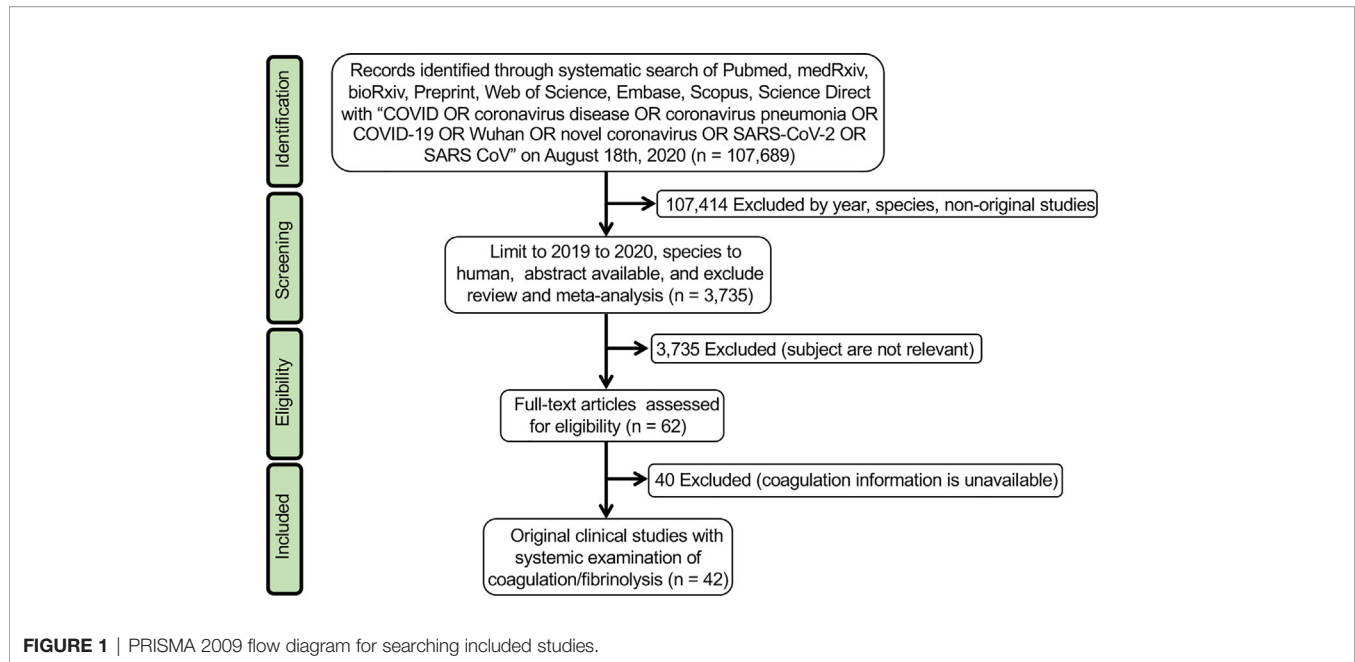 Identification
Records identified through systematic search of Pubmed, medRxiv,
bioRxiv, Preprint, Web of Science, Embase, Scopus, Science Direct
with “COVID OR coronavirus disease OR coronavirus pneumonia OR
COVID-19 OR Wuhan OR novel coronavirus OR SARS-CoV-2 OR
SARS CoV” on August 18th, 2020 (n = 107,689)
107,414 Excluded by year, species, non-original studies
Screening
Limit to 2019 to 2020, species to
human, abstract available, and exclude
review and meta-analysis (n = 3,735)
3,735 Excluded (subject are not relevant)
Eligibility
Full-text articles assessed
for eligibility (n = 62)
40 Excluded (coagulation information is unavailable)
Included
Original clinical studies with
systemic examination of
coagulation/fibrinolysis (n = 42)
FIGURE 1 | PRISMA 2009 flow diagram for searching included studies.